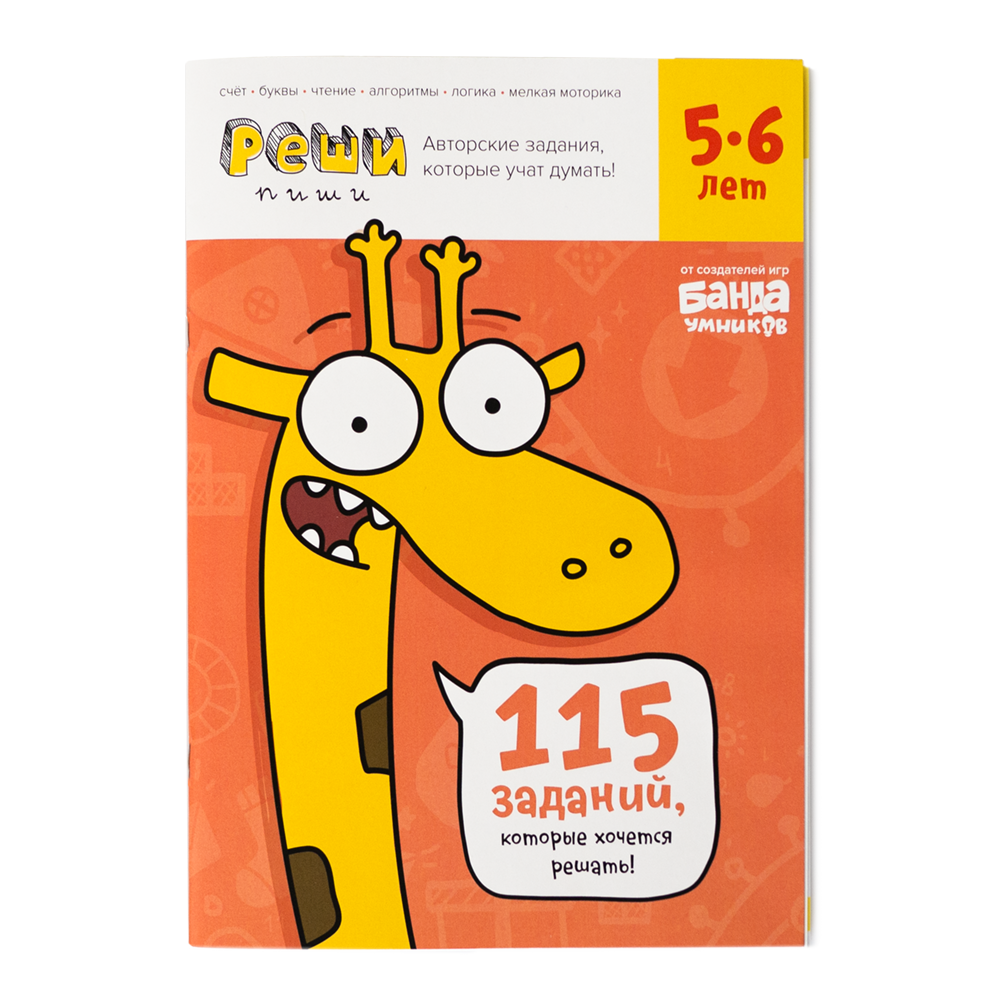 счёт • буквы • чтение • алгоритмы • логика • мелкая моторика
Реши
пиши
Авторские задания,
которые учат думать!
5•6
лет
от создателей игр
БАНДА
УМНИКОВ
115
заданий,
которые хочется
решать!
4